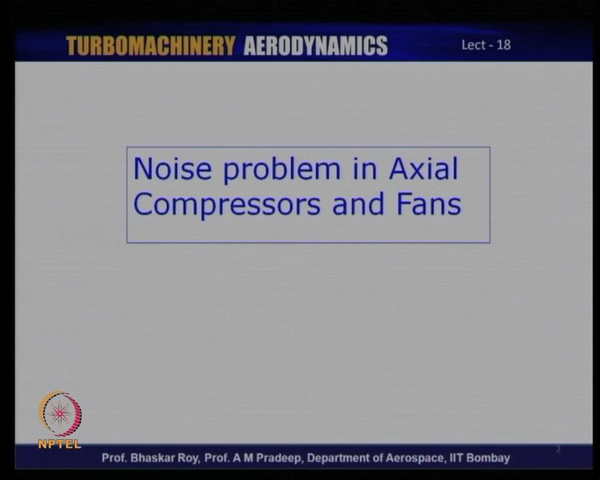 TURBOMACHINERY AERODYNAMICS
Lect - 18
Noise problem in Axial
Compressors and Fans
NPTEL
2
Prof. Bhaskar Roy, Prof. A M Pradeep, Department of Aerospace, IIT Bombay